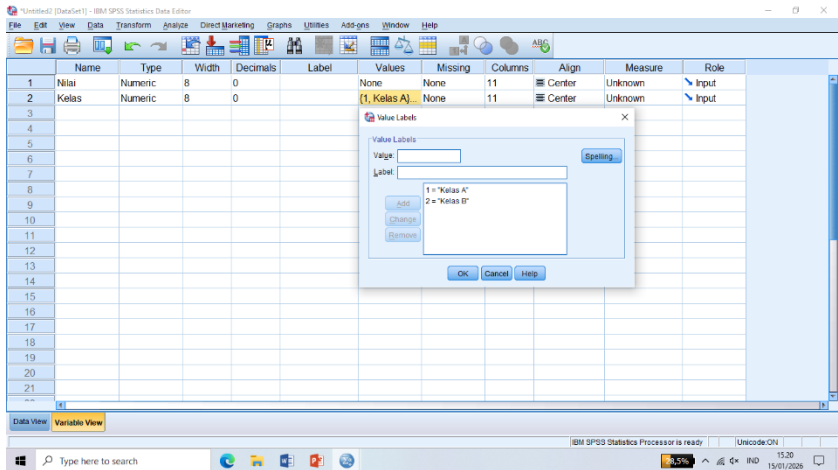 *Untitled2 [DataSet1] - IBM SPSS Statistics Data Editor
File Edit View Data Transform Analyze Direct Marketing Graphs Utilities Add-ons Window Help
Name Type Width Decimals Label Values Missing Columns Align Measure Role
1 Nilai Numeric 8 0 None None 11 Center Unknown Input
2 Kelas Numeric 8 0 {1, Kelas A}... None 11 Center Unknown Input
3
4
5
6
7
8
9
10
11
12
13
14
15
16
17
18
19
20
21
Value Labels
Value Labels
Value:
Spelling...
Label:
1 = "Kelas A"
2 = "Kelas B"
Add
Change
Remove
OK Cancel Help
Data View Variable View
IBM SPSS Statistics Processor is ready Unicode:ON
Type here to search
28,5% IND 15.20
15/01/2026